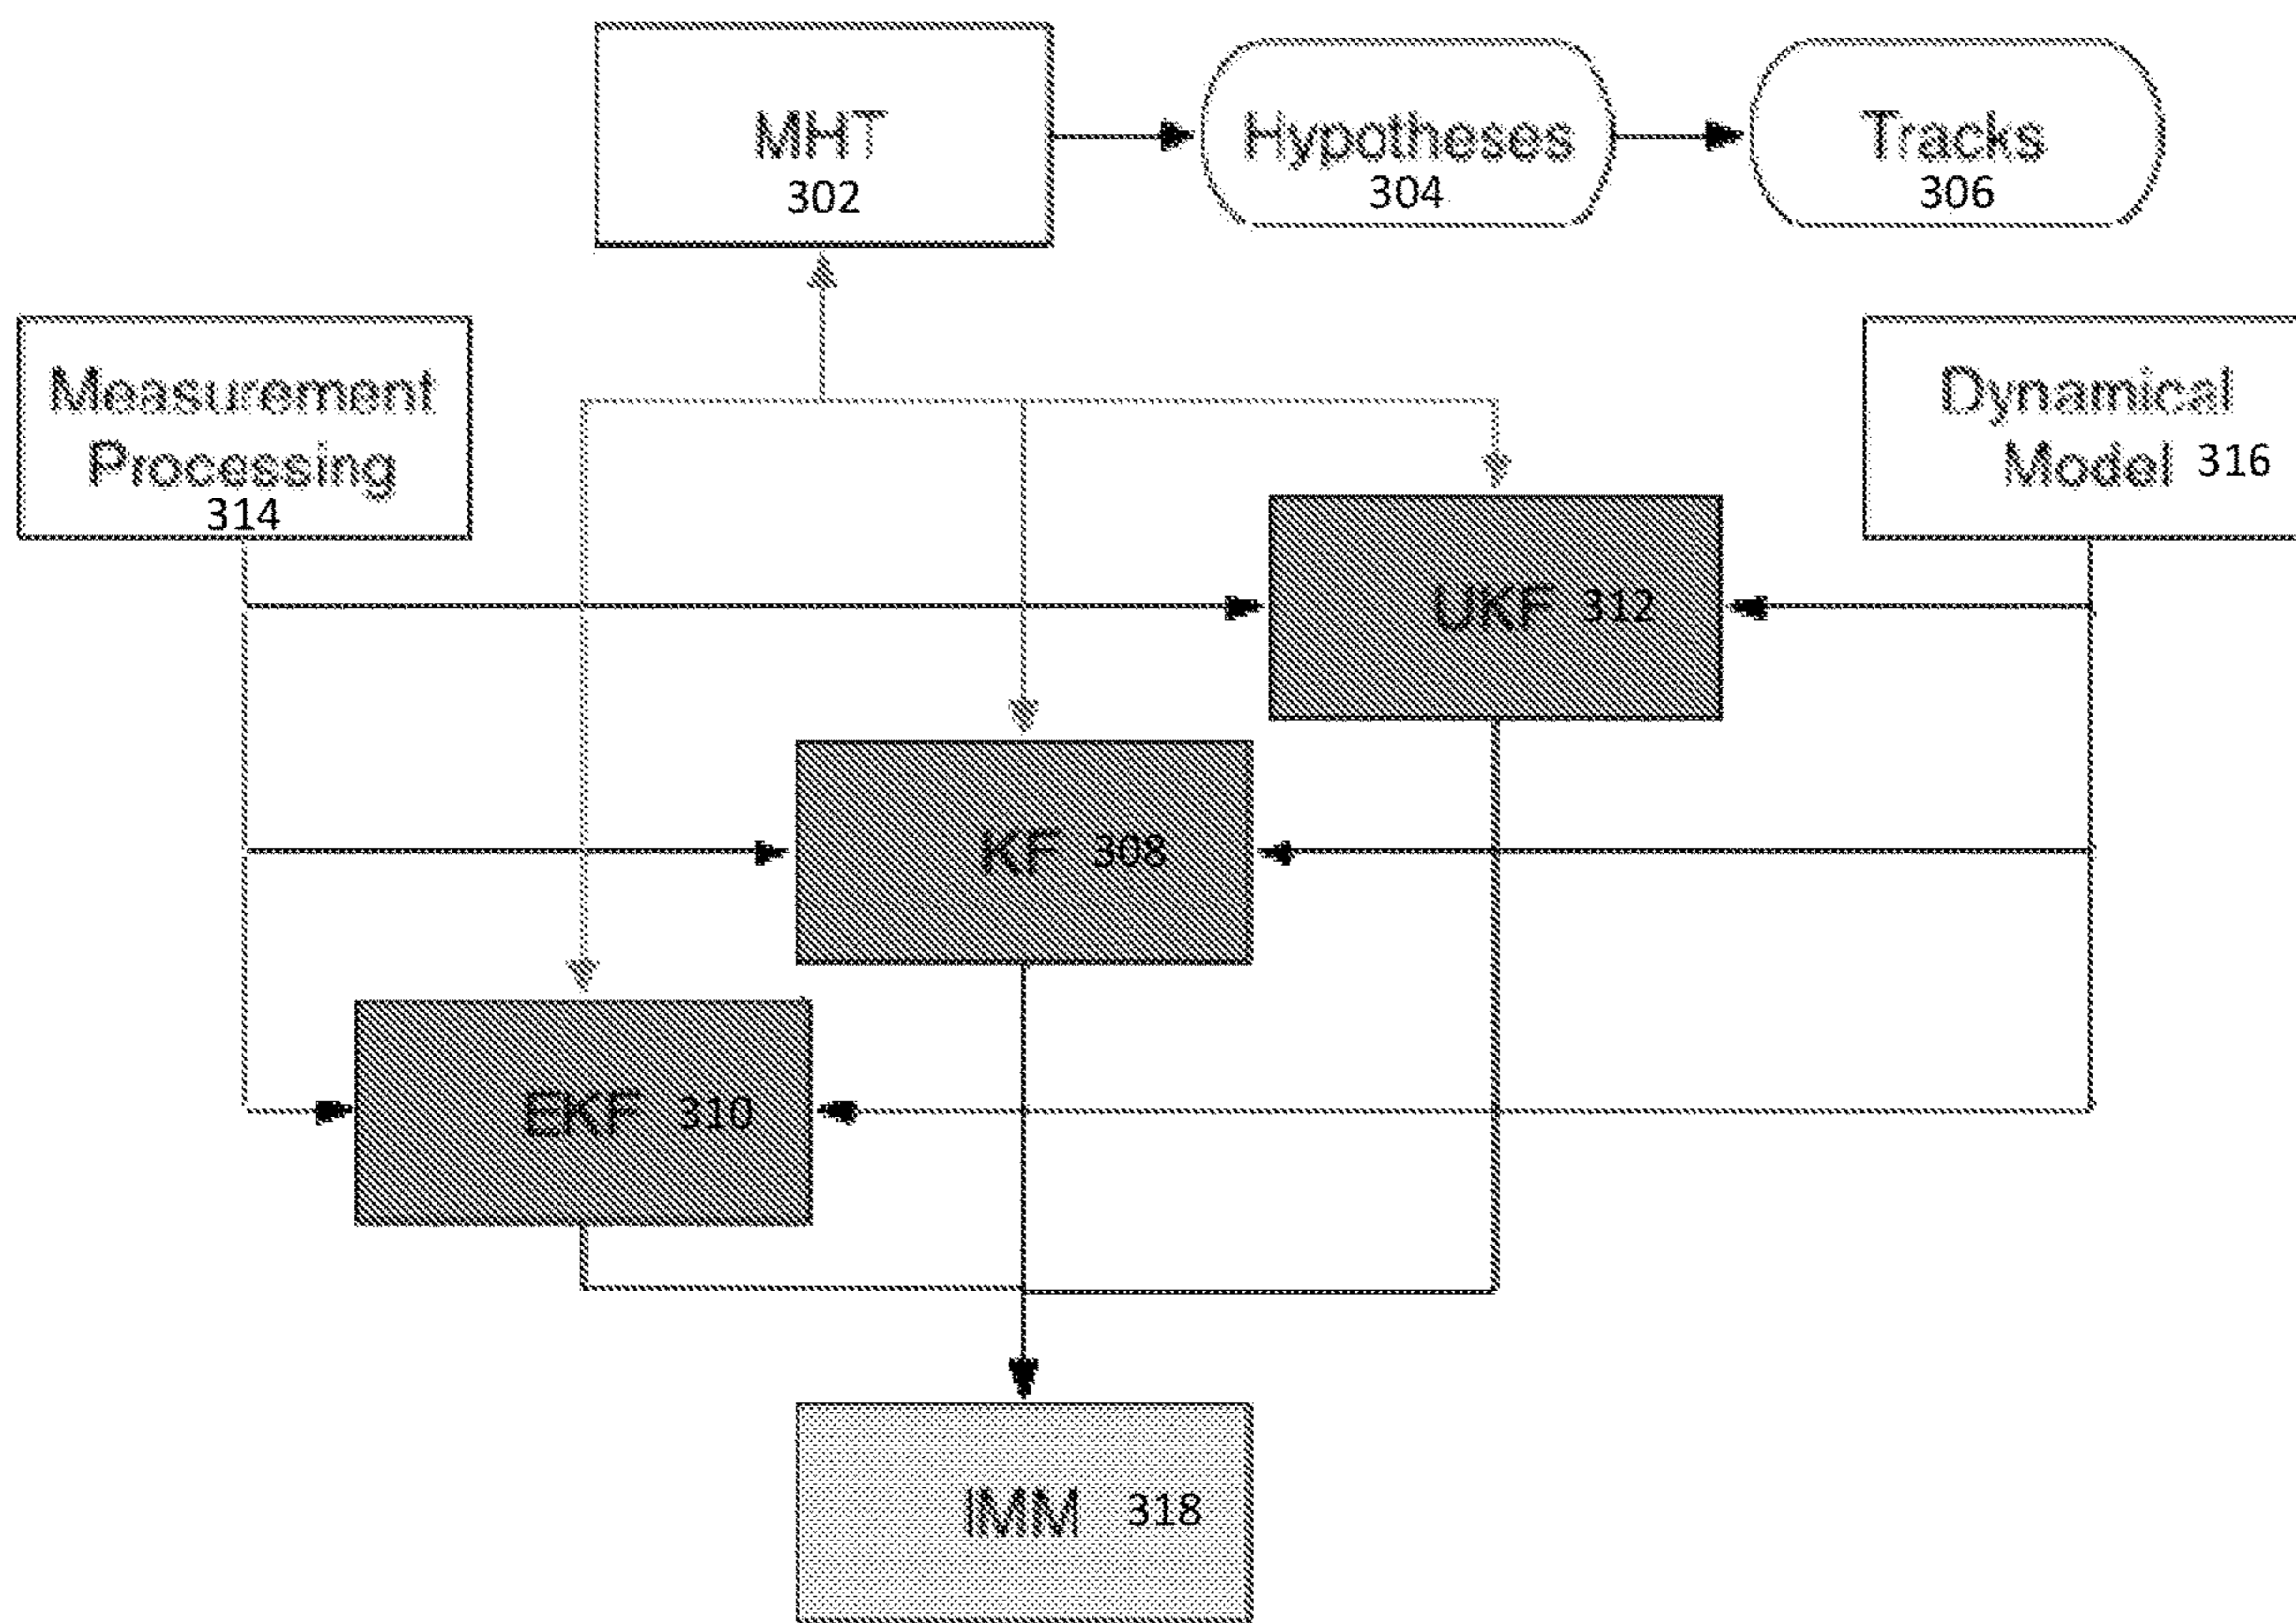 MHT
302
Hypotheses
304
Tracks
306
Measurement
Processing
314
Dynamical
Model 316
UKF 312
KF 308
EKF 310
IMM 318